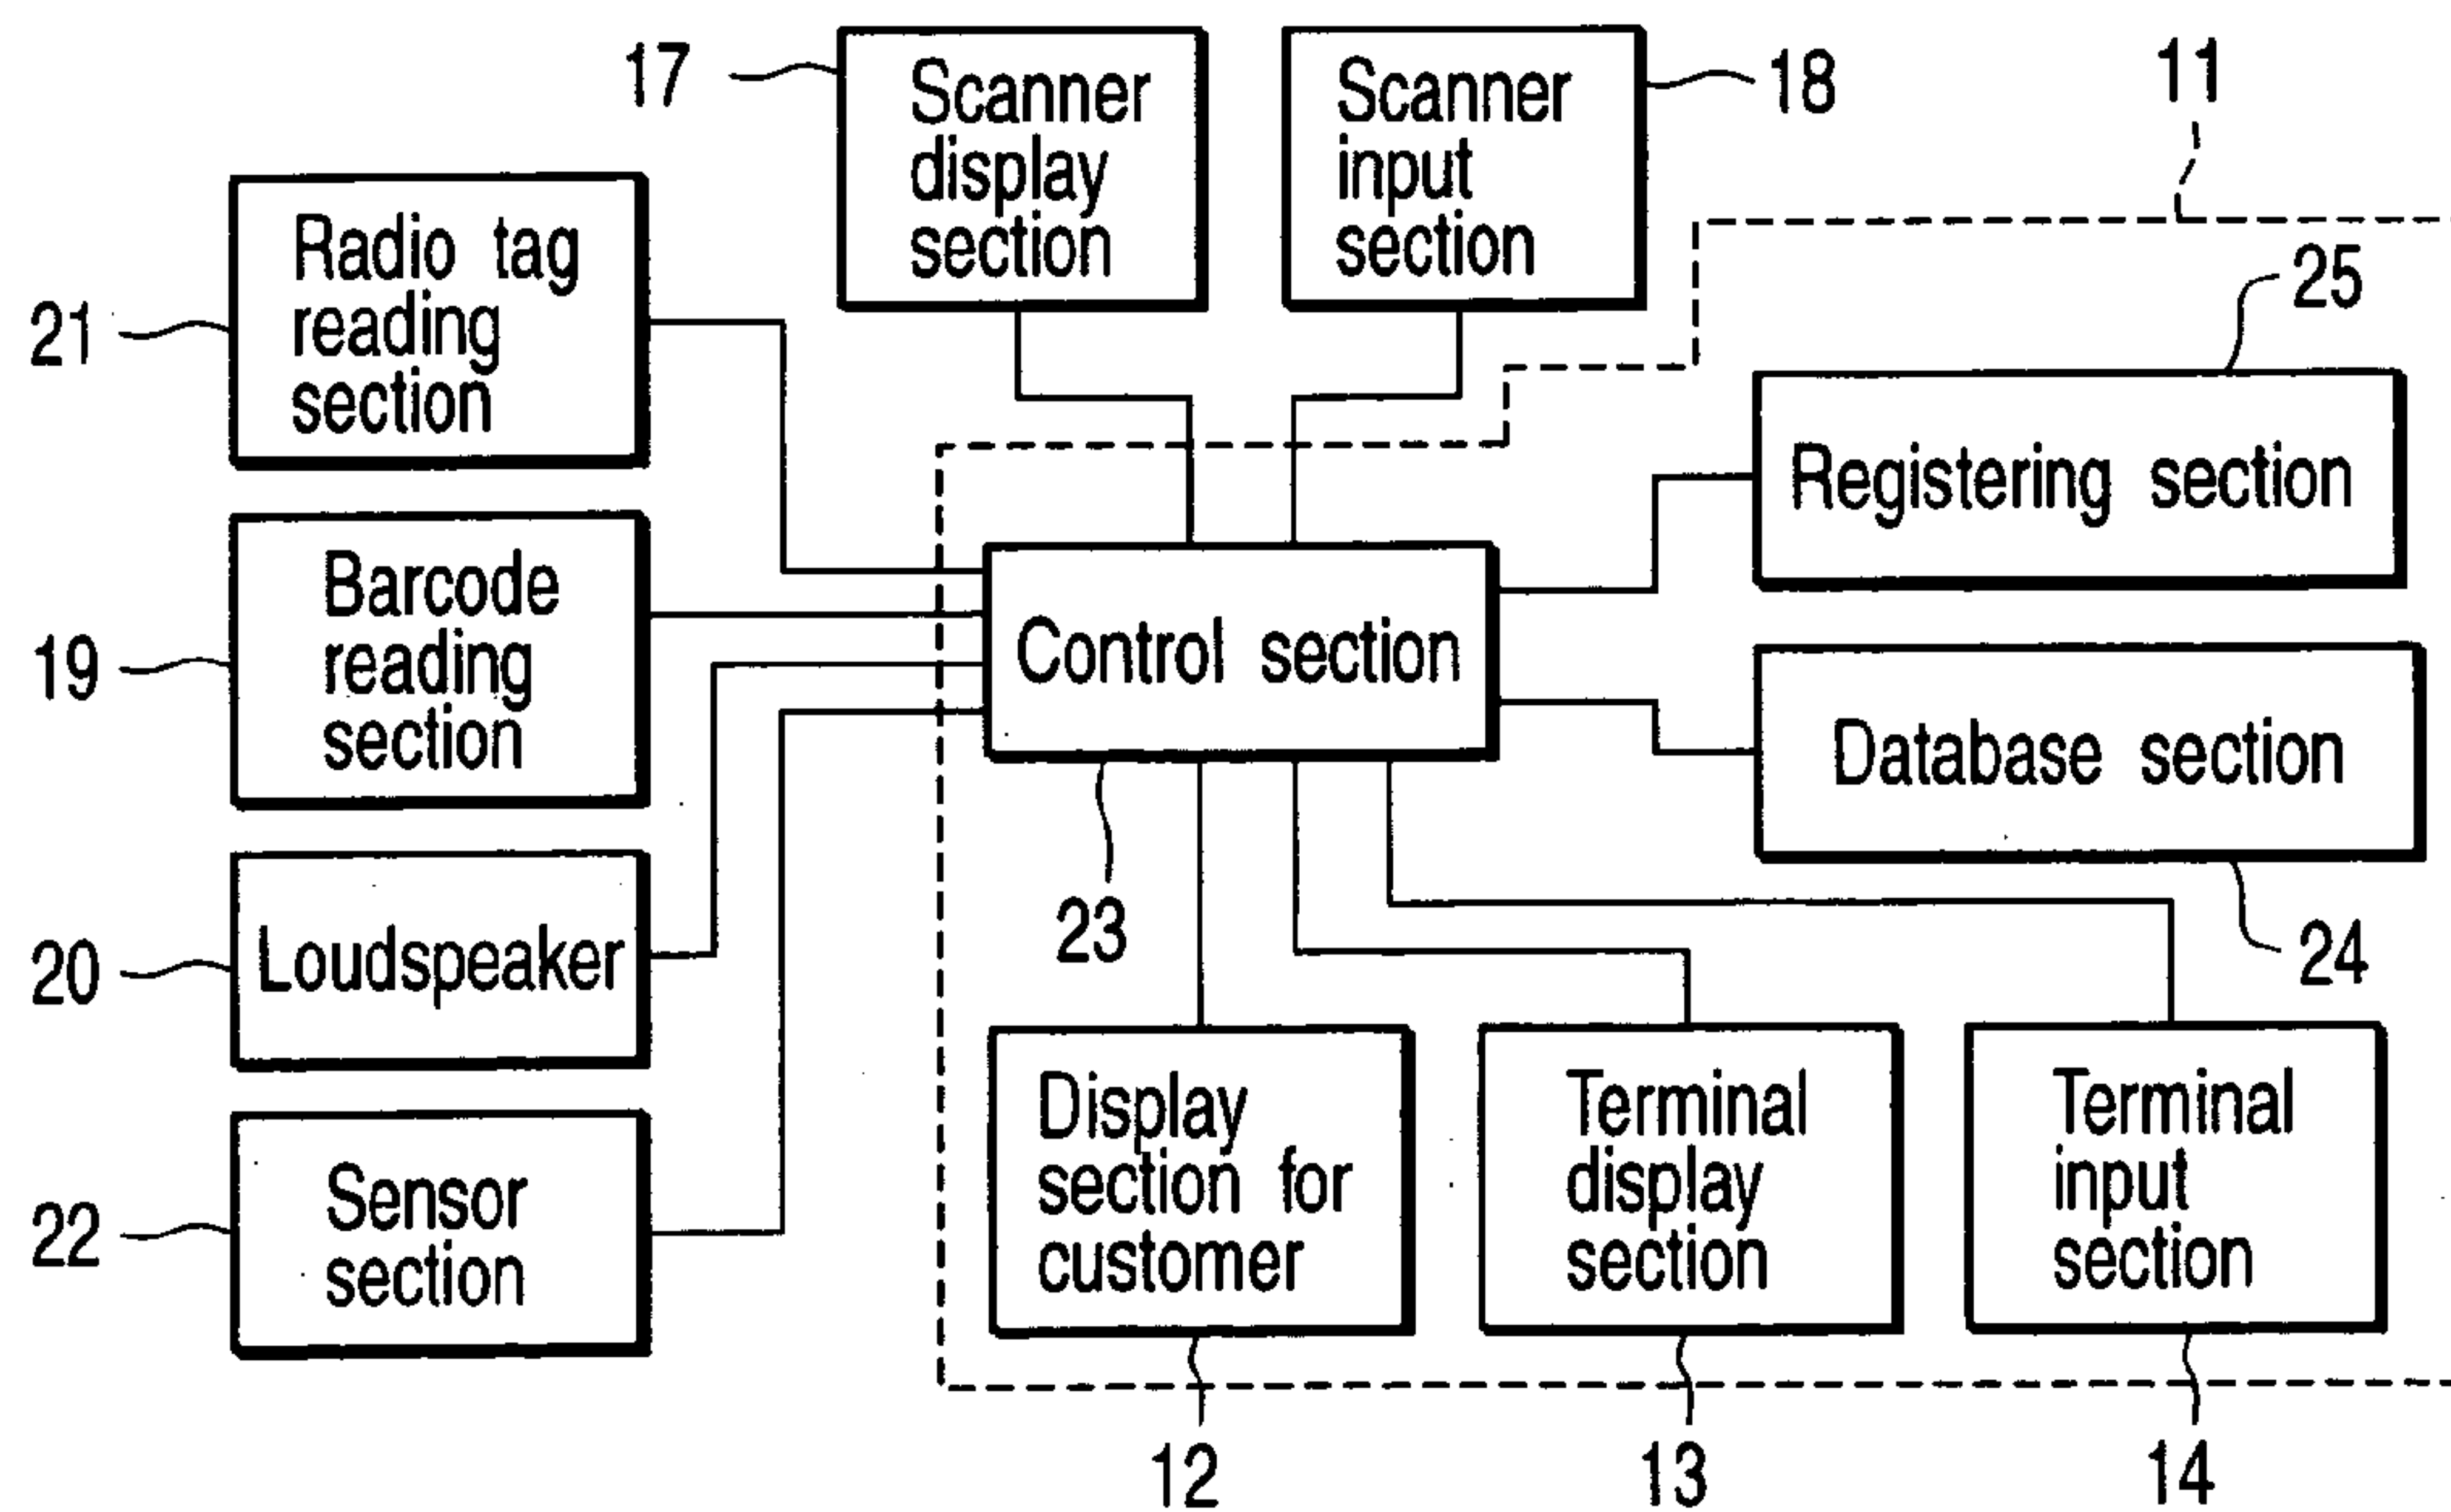 17
Scanner
display
section
Scanner
input
section
18
11
21
Radio tag
reading
section
25
Registering section
19
Barcode
reading
section
Control section
23
Database section
24
20
Loudspeaker
22
Sensor
section
Display
section for
customer
Terminal
display
section
Terminal
input
section
12
13
14